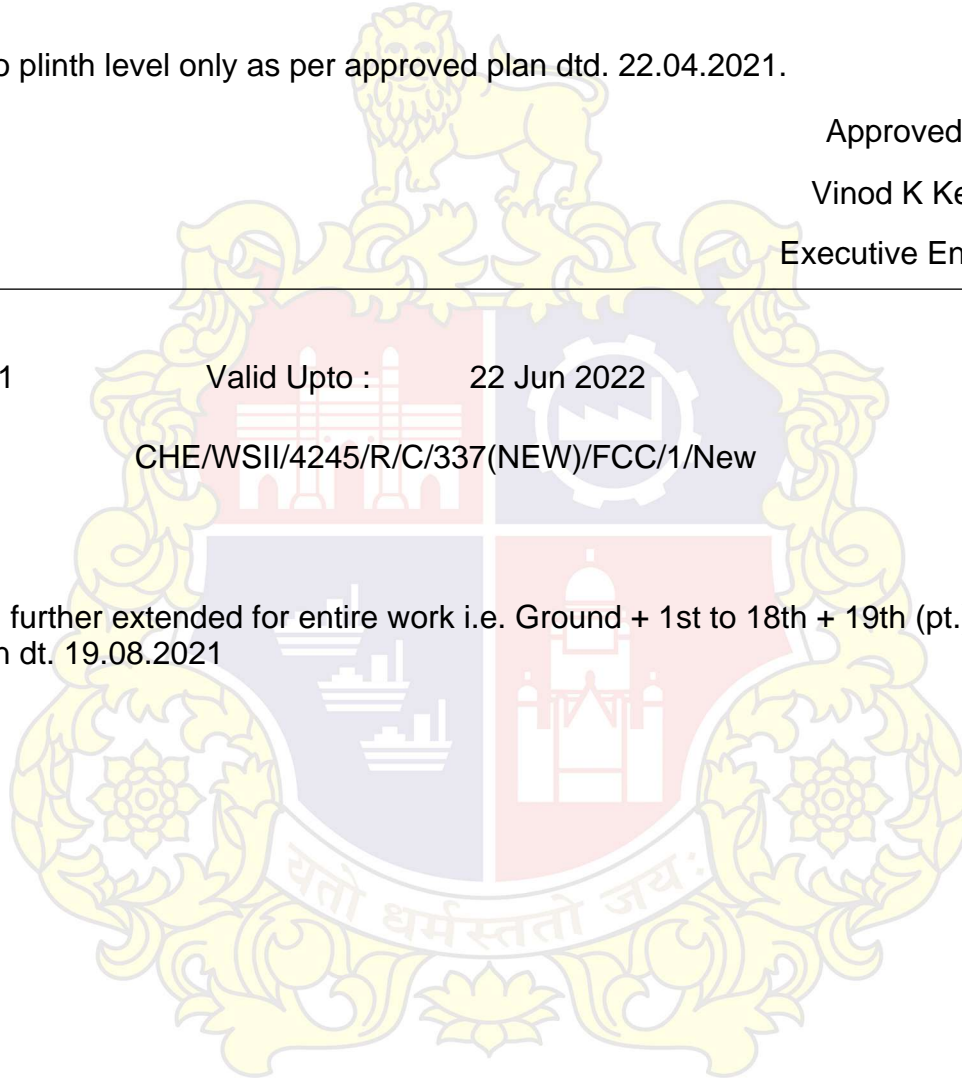 o plinth level only as per approved plan dtd. 22.04.2021.
Approved
Vinod K Ke
Executive En
1 Valid Upto : 22 Jun 2022
CHE/WSII/4245/R/C/337(NEW)/FCC/1/New
further extended for entire work i.e. Ground + 1st to 18th + 19th (pt.
n dt. 19.08.2021
यतो धर्मस्ततो जय: